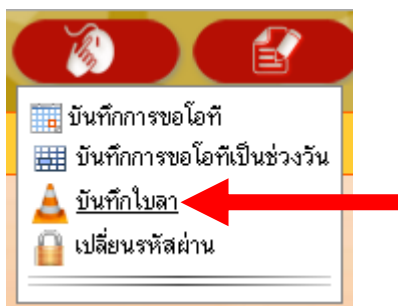 บันทึกการขอโอที
บันทึกการขอโอทีเป็นช่วงวัน
บันทึกใบลา
เปลี่ยนรหัสผ่าน